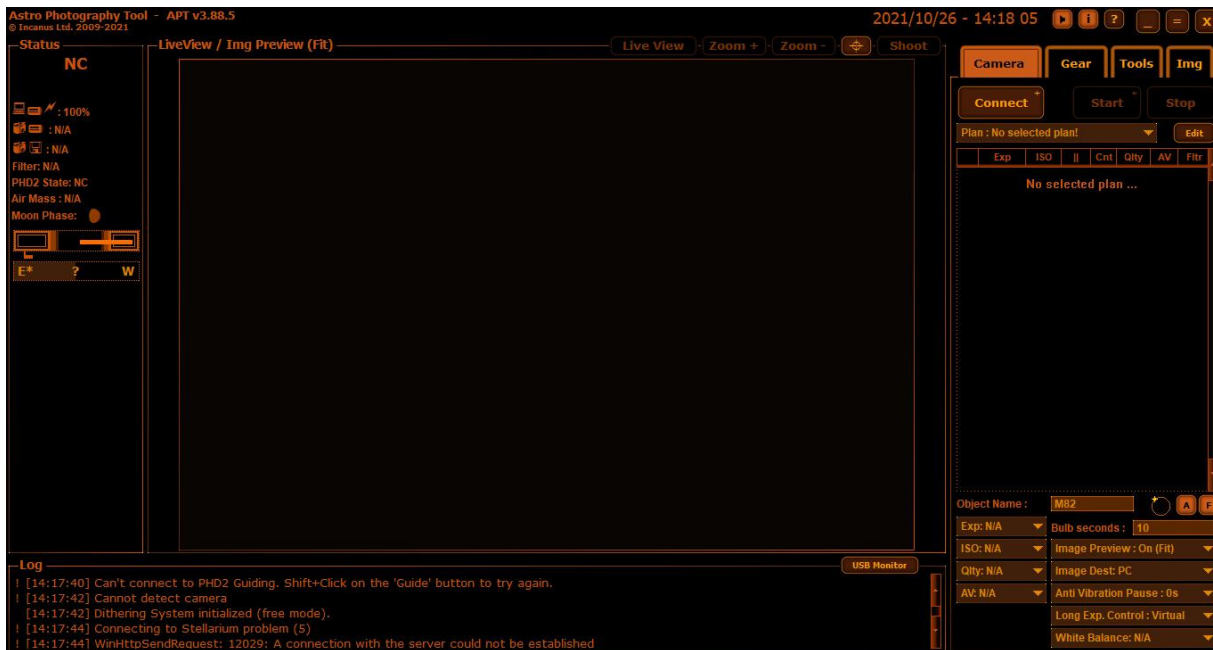 Astro Photography Tool - APT v3.88.5
© Incanus Ltd. 2009-2021
2021/10/26 - 14:18 05
i ? _ = X
Status
NC
: 100%
: N/A
: N/A
Filter: N/A
PHD2 State: NC
Air Mass : N/A
Moon Phase:
E* ? W
LiveView / Img Preview (Fit)
Live View Zoom + Zoom - Shoot
Camera Gear Tools Img
Connect + Start Stop
Plan : No selected plan! Edit
Exp ISO || Cnt Qlty AV Fltr
No selected plan ...
Object Name : M82 A F
Exp: N/A Bulb seconds : 10
ISO: N/A Image Preview : On (Fit)
Qlty: N/A Image Dest: PC
AV: N/A Anti Vibration Pause : 0s
Long Exp. Control : Virtual
White Balance: N/A
Log
USB Monitor
! [14:17:40] Can't connect to PHD2 Guiding. Shift+Click on the 'Guide' button to try again.
! [14:17:42] Cannot detect camera
[14:17:42] Dithering System initialized (free mode).
! [14:17:44] Connecting to Stellarium problem (5)
! [14:17:44] WinHttpSendRequest: 12029: A connection with the server could not be established